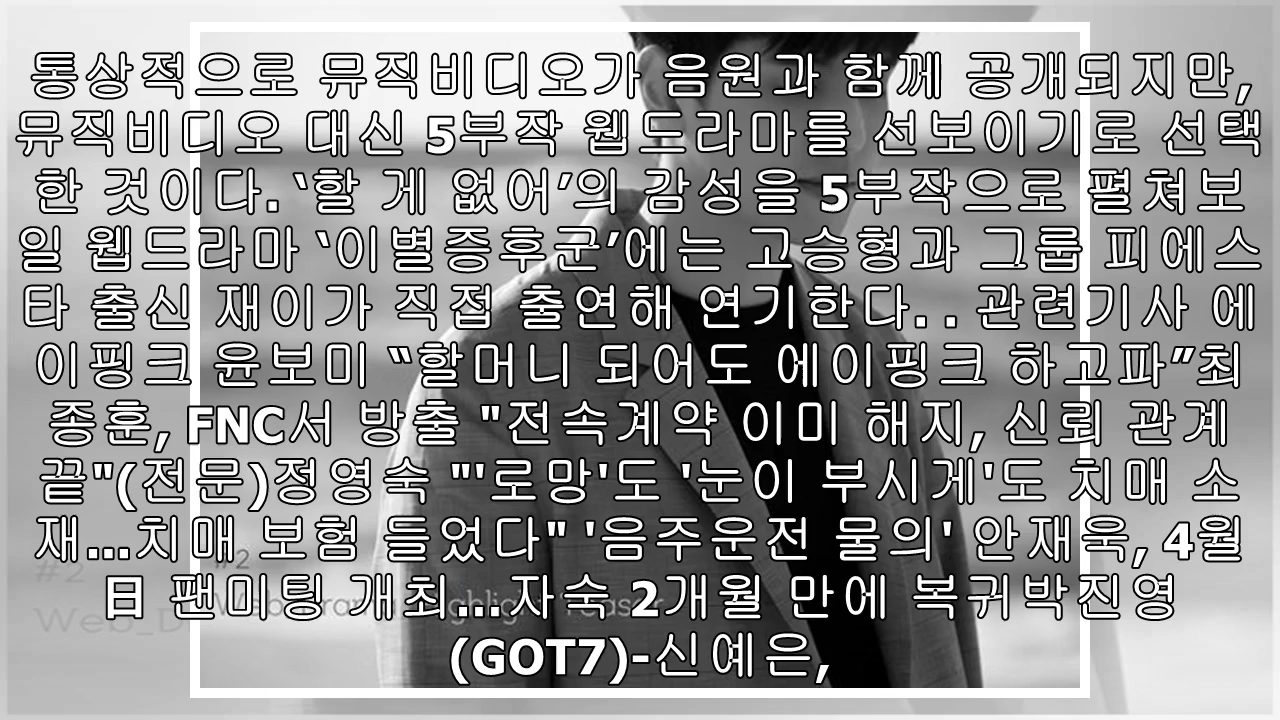 통상적으로 뮤직비디오가 음원과 함께 공개되지만,
뮤직비디오 대신 5부작 웹드라마를 선보이기로 선택
한 것이다. ‘할 게 없어’의 감성을 5부작으로 펼쳐보
일 웹드라마 ‘이별증후군’에는 고승형과 그룹 피에스
타 출신 재이가 직접 출연해 연기한다. . 관련기사 에
이핑크 윤보미 “할머니 되어도 에이핑크 하고파”최
종훈, FNC서 방출 "전속계약 이미 해지, 신뢰 관계
끝"(전문)정영숙 "'로망'도 '눈이 부시게'도 치매 소
재...치매 보험 들었다" '음주운전 물의' 안재욱, 4월
日 팬미팅 개최…자숙 2개월 만에 복귀박진영
(GOT7)-신예은,
#2
#2
Web_D